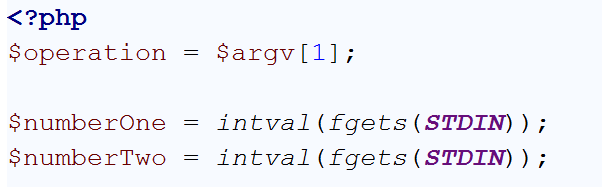 <?php
$operation = $argv[1];
$numberOne = intval(fgets(STDIN));
$numberTwo = intval(fgets(STDIN));